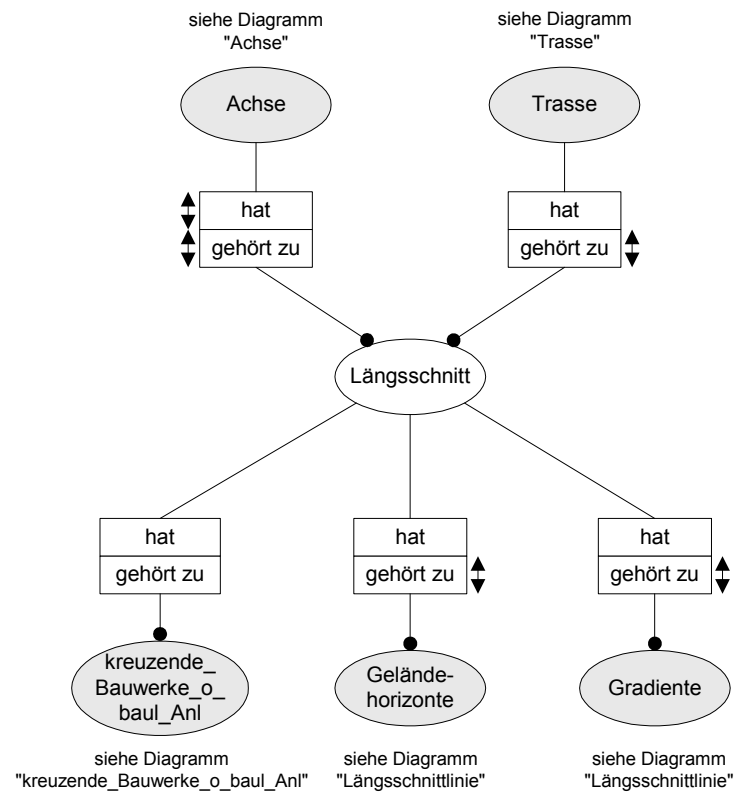 siehe Diagramm
"Achse"
siehe Diagramm
"Trasse"
Achse
Trasse
hat
gehört zu
hat
gehört zu
Längsschnitt
hat
gehört zu
hat
gehört zu
hat
gehört zu
kreuzende_
Bauwerke_o_
baul_Anl
Gelände-
horizonte
Gradiente
siehe Diagramm
"kreuzende_Bauwerke_o_baul_Anl"
siehe Diagramm
"Längsschnittlinie"
siehe Diagramm
"Längsschnittlinie"